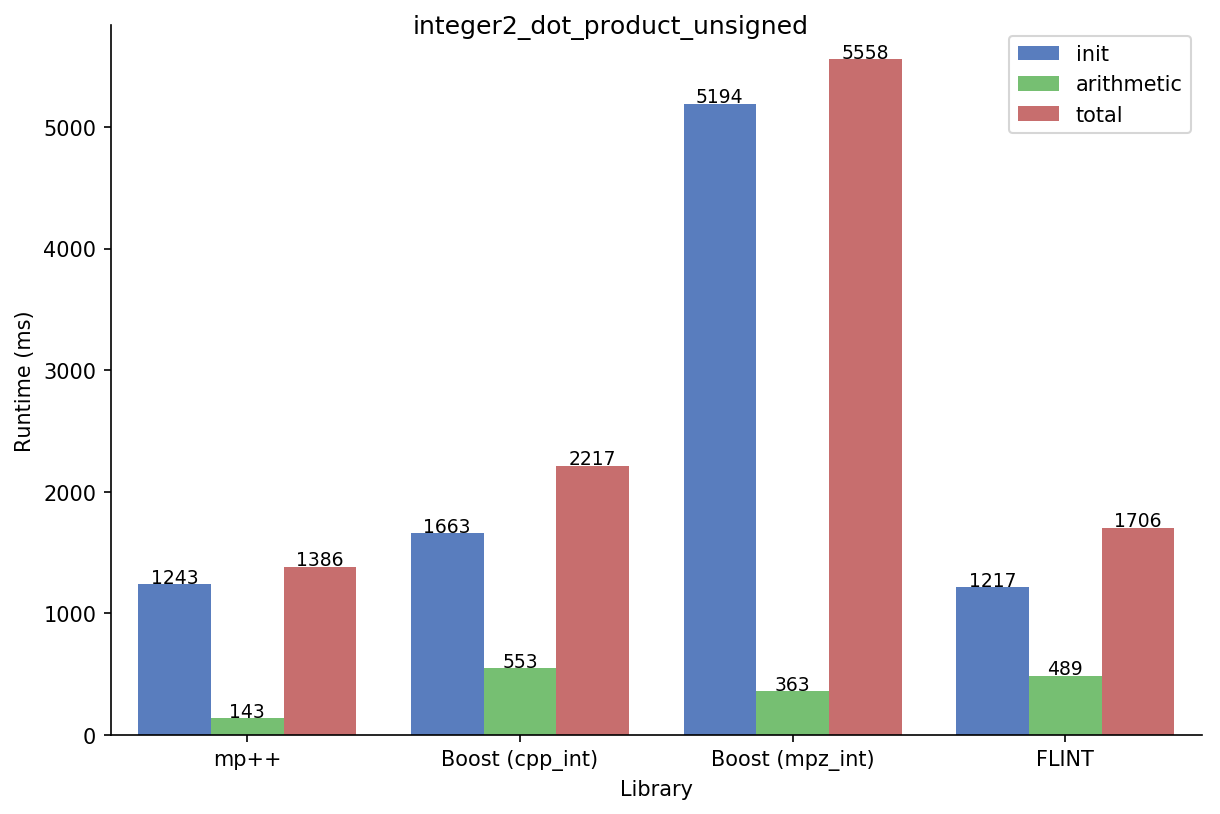 integer2_dot_product_unsigned
init
arithmetic
total
Runtime (ms)
5000
4000
3000
2000
1000
0
1243
143
1386
1663
553
2217
5194
363
5558
1217
489
1706
mp++
Boost (cpp_int)
Boost (mpz_int)
FLINT
Library